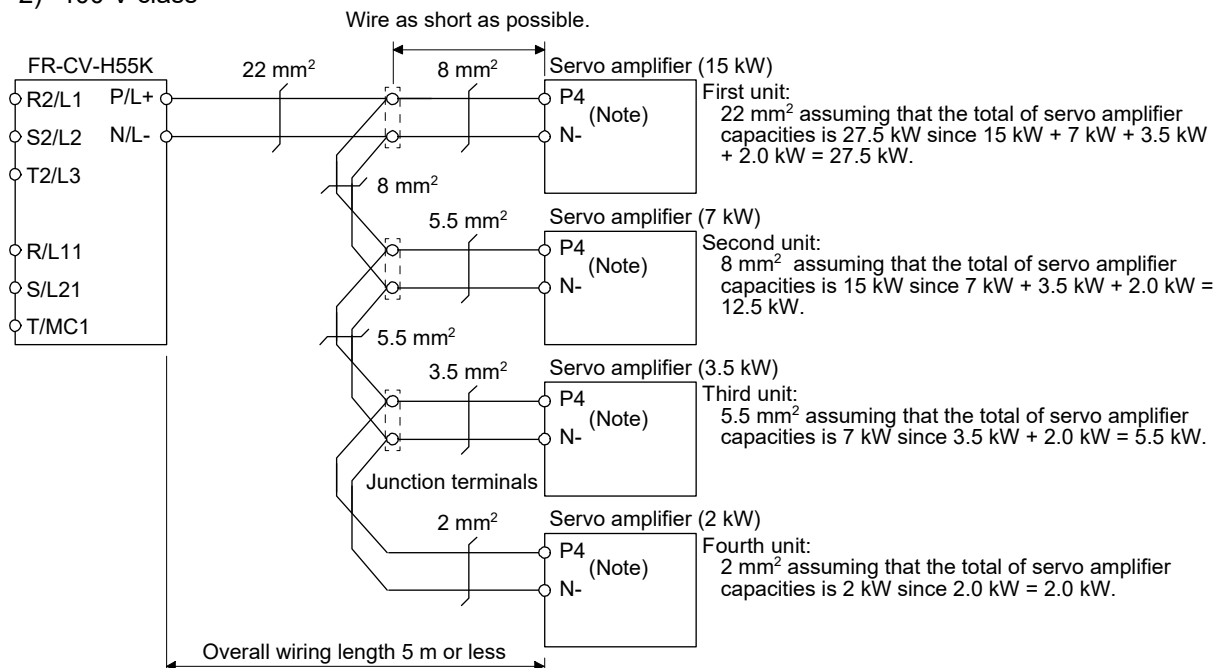 Wire as short as possible.
FR-CV-H55K
22 mm²
8 mm²
Servo amplifier (15 kW)
R2/L1
P/L+
S2/L2
N/L-
T2/L3
R/L11
S/L21
T/MC1
P4
(Note)
N-
First unit:
22 mm² assuming that the total of servo amplifier
capacities is 27.5 kW since 15 kW + 7 kW + 3.5 kW
+ 2.0 kW = 27.5 kW.
8 mm²
5.5 mm²
Servo amplifier (7 kW)
P4
(Note)
N-
Second unit:
8 mm² assuming that the total of servo amplifier
capacities is 15 kW since 7 kW + 3.5 kW + 2.0 kW =
12.5 kW.
5.5 mm²
3.5 mm²
Servo amplifier (3.5 kW)
P4
(Note)
N-
Third unit:
5.5 mm² assuming that the total of servo amplifier
capacities is 7 kW since 3.5 kW + 2.0 kW = 5.5 kW.
Junction terminals
2 mm²
Servo amplifier (2 kW)
P4
(Note)
N-
Fourth unit:
2 mm² assuming that the total of servo amplifier
capacities is 2 kW since 2.0 kW = 2.0 kW.
Overall wiring length 5 m or less